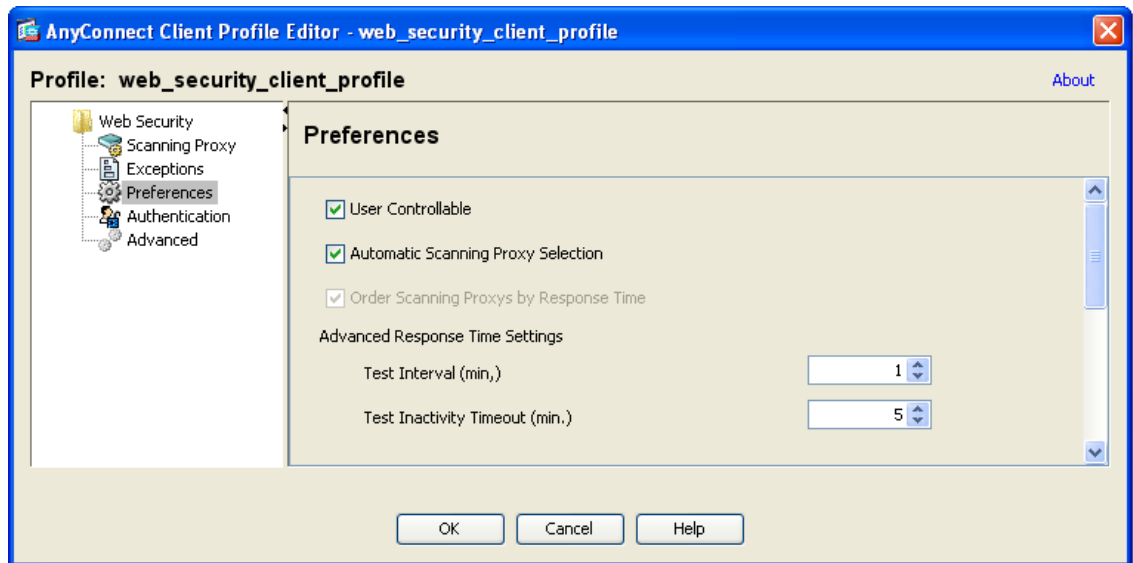 AnyConnect Client Profile Editor - web_security_client_profile
Profile: web_security_client_profile
About
Web Security
Scanning Proxy
Exceptions
Preferences
Authentication
Advanced
Preferences
User Controllable
Automatic Scanning Proxy Selection
Order Scanning Proxys by Response Time
Advanced Response Time Settings
Test Interval (min,) 1
Test Inactivity Timeout (min.) 5
OK Cancel Help